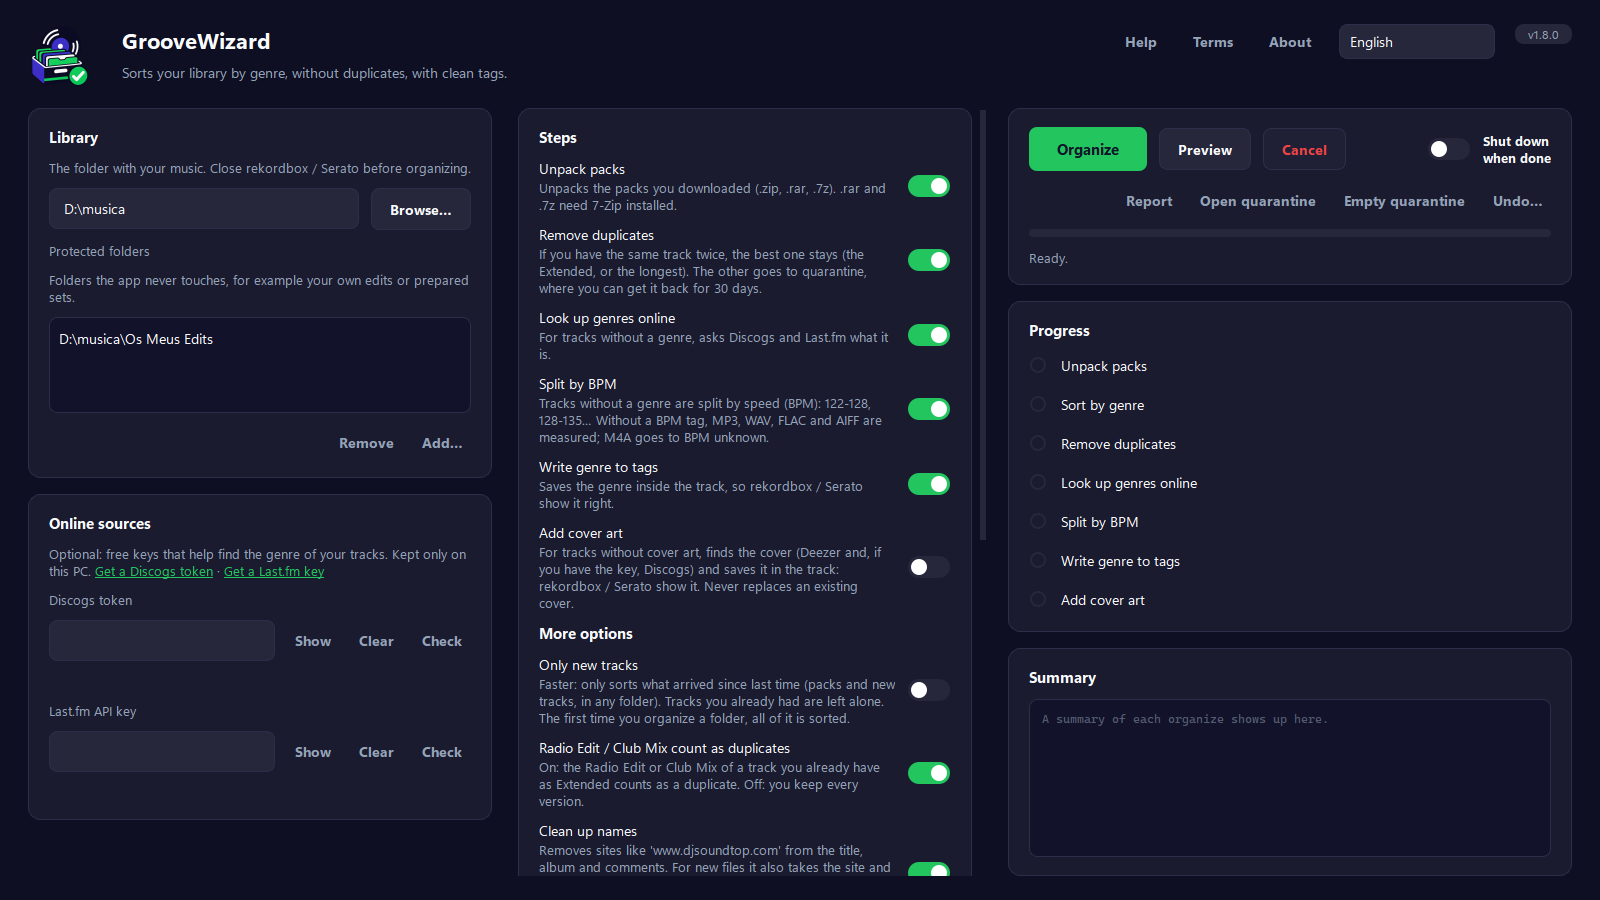 GrooveWizard
Sorts your library by genre, without duplicates, with clean tags.
Help
Terms
About
English
v1.8.0
Library
The folder with your music. Close rekordbox / Serato before organizing.
D:\musica
Browse...
Protected folders
Folders the app never touches, for example your own edits or prepared
sets.
D:\musica\Os Meus Edits
Remove
Add...
Online sources
Optional: free keys that help find the genre of your tracks. Kept only on
this PC. Get a Discogs token · Get a Last.fm key
Discogs token
Show
Clear
Check
Last.fm API key
Show
Clear
Check
Steps
Unpack packs
Unpacks the packs you downloaded (.zip, .rar, .7z). .rar and
.7z need 7-Zip installed.
Remove duplicates
If you have the same track twice, the best one stays (the
Extended, or the longest). The other goes to quarantine,
where you can get it back for 30 days.
Look up genres online
For tracks without a genre, asks Discogs and Last.fm what it
is.
Split by BPM
Tracks without a genre are split by speed (BPM): 122-128,
128-135... Without a BPM tag, MP3, WAV, FLAC and AIFF are
measured; M4A goes to BPM unknown.
Write genre to tags
Saves the genre inside the track, so rekordbox / Serato
show it right.
Add cover art
For tracks without cover art, finds the cover (Deezer and, if
you have the key, Discogs) and saves it in the track:
rekordbox / Serato show it. Never replaces an existing
cover.
More options
Only new tracks
Faster: only sorts what arrived since last time (packs and new
tracks, in any folder). Tracks you already had are left alone.
The first time you organize a folder, all of it is sorted.
Radio Edit / Club Mix count as duplicates
On: the Radio Edit or Club Mix of a track you already have
as Extended counts as a duplicate. Off: you keep every
version.
Clean up names
Removes sites like 'www.djsoundtop.com' from the title,
album and comments. For new files it also takes the site and
Organize
Preview
Cancel
Shut down
when done
Report
Open quarantine
Empty quarantine
Undo...
Ready.
Progress
Unpack packs
Sort by genre
Remove duplicates
Look up genres online
Split by BPM
Write genre to tags
Add cover art
Summary
A summary of each organize shows up here.